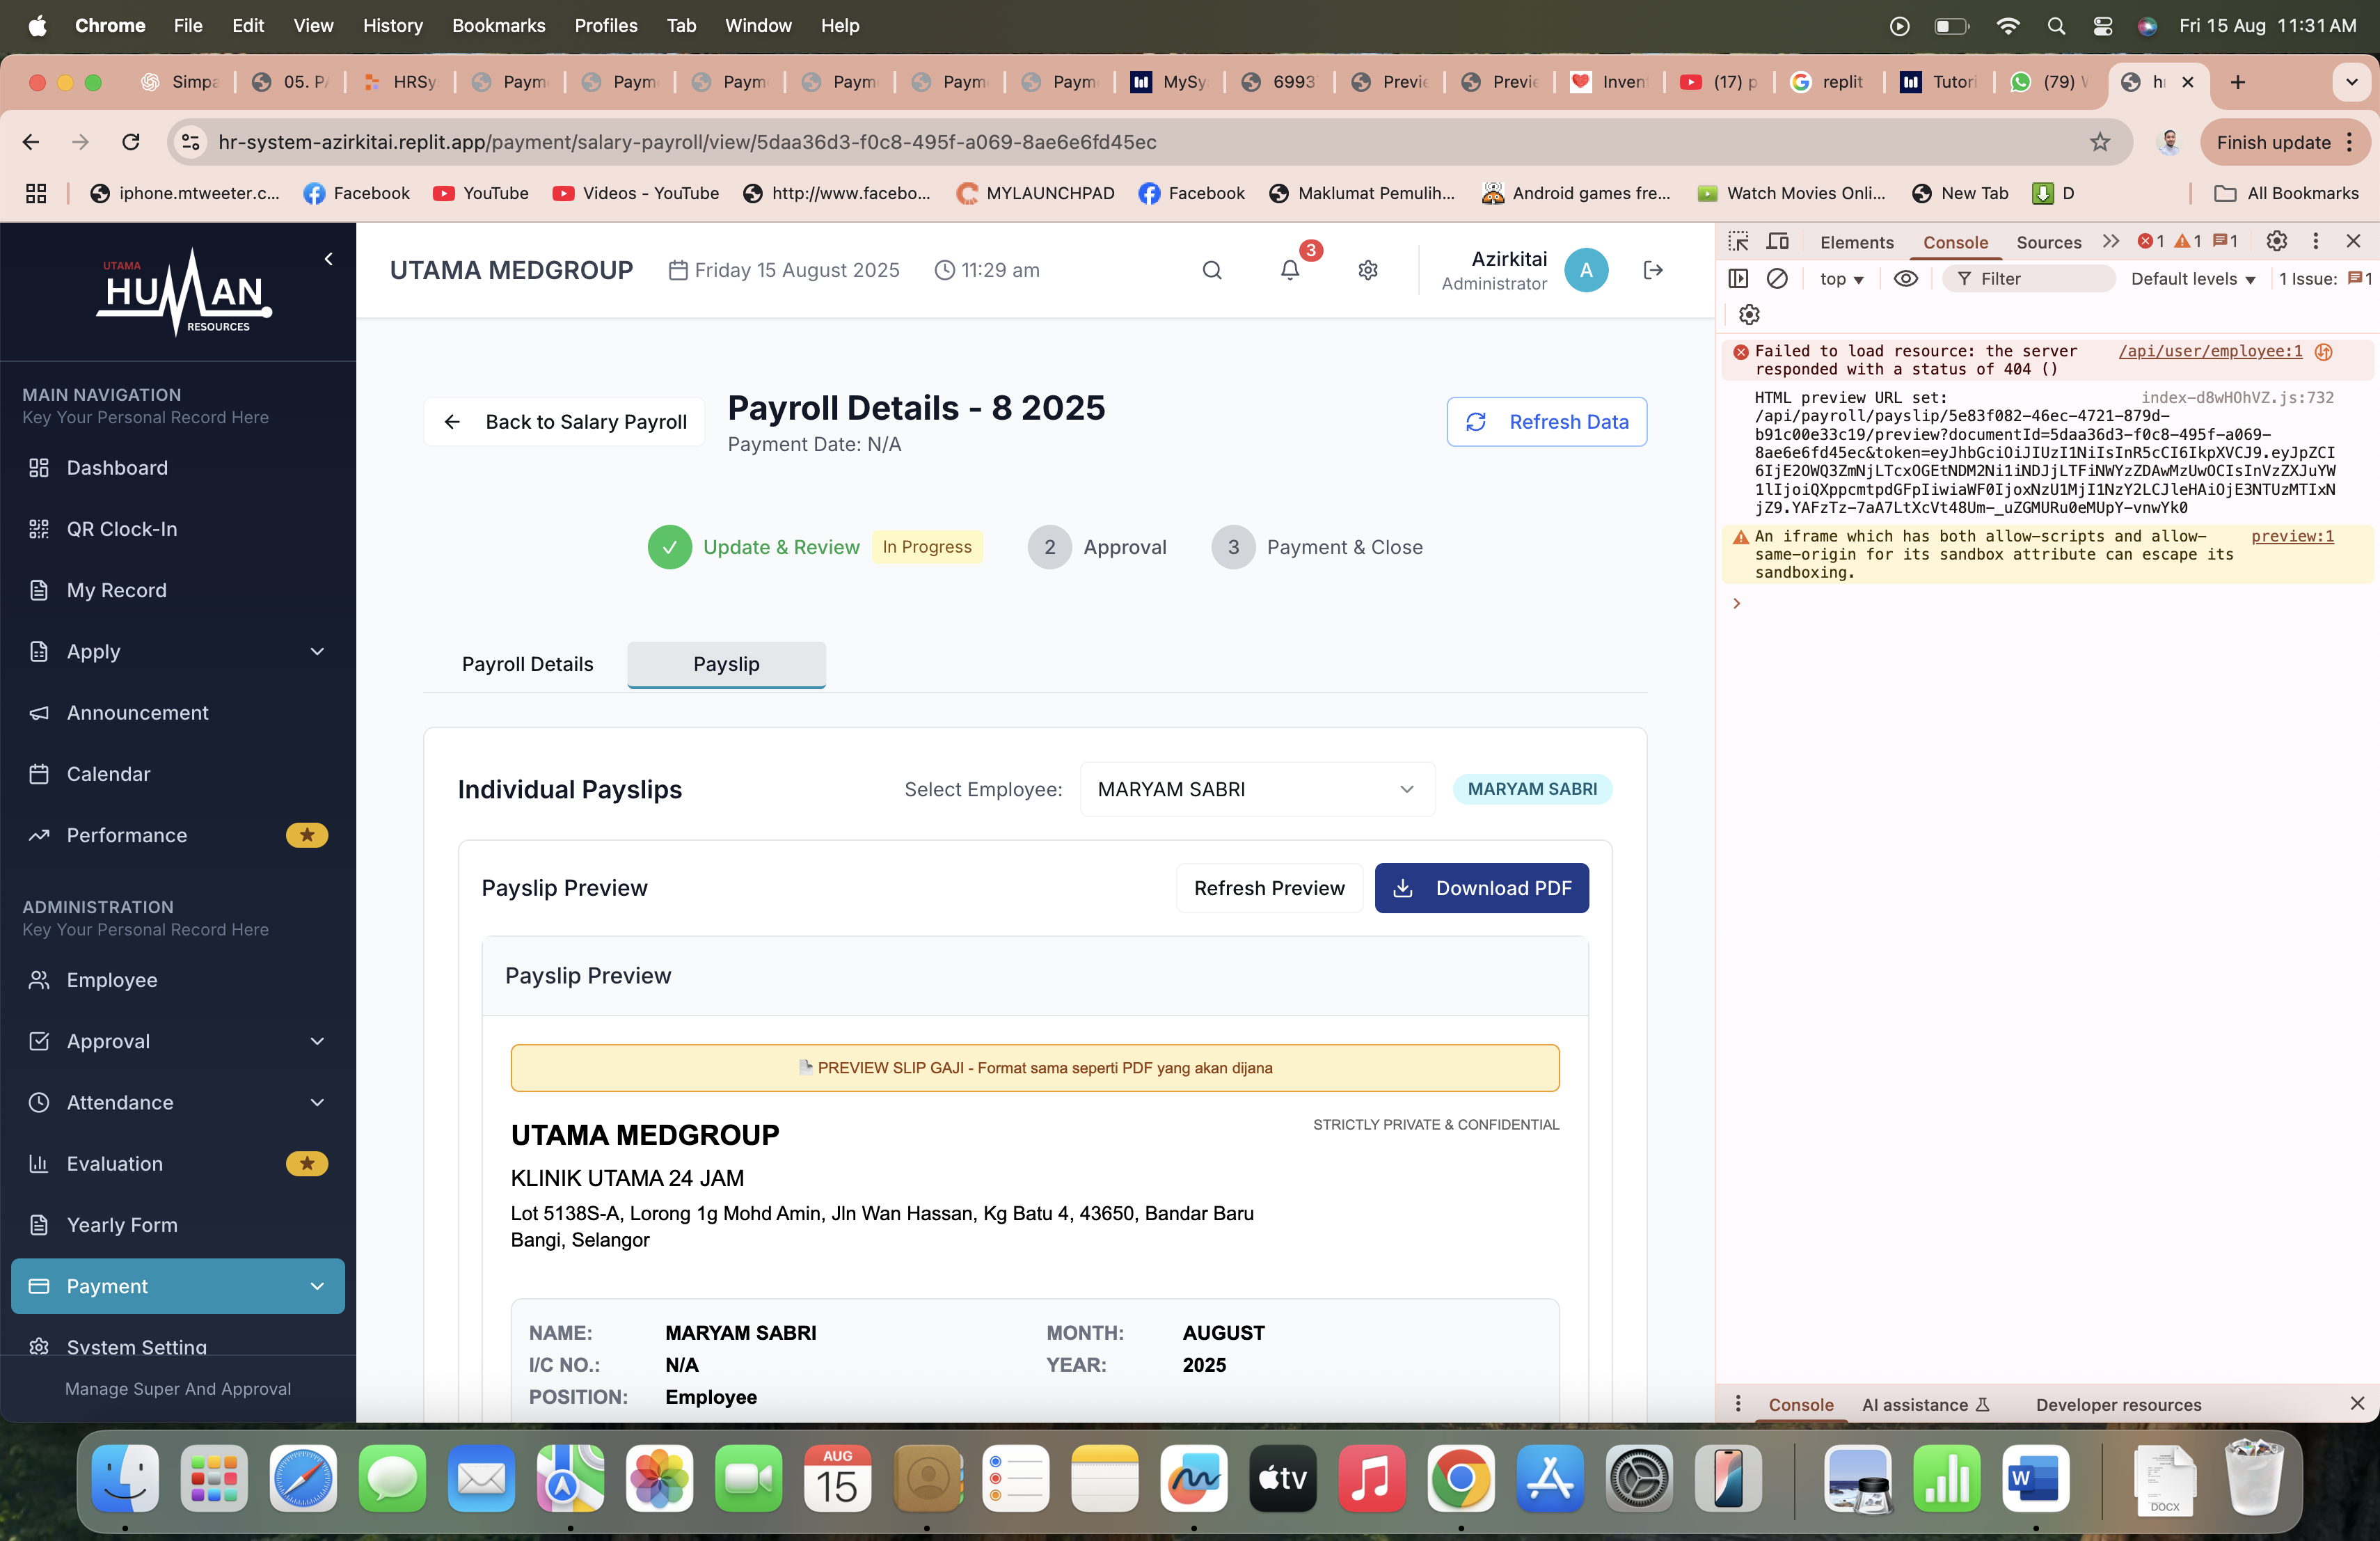 Chrome File Edit View History Bookmarks Profiles Tab Window Help Fri 15 Aug 11:31 AM
Simpa 05. P HRSy Paym Paym Paym Paym Paym Paym MySy 6993 Previe Previe Inven (17) p replit Tutori (79) h
hr-system-azirkitai.replit.app/payment/salary-payroll/view/5daa36d3-f0c8-495f-a069-8ae6e6fd45ec Finish update
iphone.mtweeter.c... Facebook YouTube Videos - YouTube http://www.facebo... MYLAUNCHPAD Facebook Maklumat Pemulih... Android games fre... Watch Movies Onli... New Tab D All Bookmarks
UTAMA
HUMAN
RESOURCES
MAIN NAVIGATION
Key Your Personal Record Here
Dashboard
QR Clock-In
My Record
Apply
Announcement
Calendar
Performance
ADMINISTRATION
Key Your Personal Record Here
Employee
Approval
Attendance
Evaluation
Yearly Form
Payment
System Setting
Manage Super And Approval
UTAMA MEDGROUP Friday 15 August 2025 11:29 am 3 Azirkitai A
Administrator
Back to Salary Payroll Payroll Details - 8 2025 Refresh Data
Payment Date: N/A
Update & Review In Progress 2 Approval 3 Payment & Close
Payroll Details Payslip
Individual Payslips Select Employee: MARYAM SABRI MARYAM SABRI
Payslip Preview Refresh Preview Download PDF
Payslip Preview
PREVIEW SLIP GAJI - Format sama seperti PDF yang akan dijana
UTAMA MEDGROUP STRICTLY PRIVATE & CONFIDENTIAL
KLINIK UTAMA 24 JAM
Lot 5138S-A, Lorong 1g Mohd Amin, Jln Wan Hassan, Kg Batu 4, 43650, Bandar Baru
Bangi, Selangor
NAME: MARYAM SABRI MONTH: AUGUST
I/C NO.: N/A YEAR: 2025
POSITION: Employee
Elements Console Sources 1 1 1
top Filter Default levels 1 Issue: 1
Failed to load resource: the server /api/user/employee:1
responded with a status of 404 ()
HTML preview URL set: index-d8wHOhVZ.js:732
/api/payroll/payslip/5e83f082-46ec-4721-879d-
b91c00e33c19/preview?documentId=5daa36d3-f0c8-495f-a069-
8ae6e6fd45ec&token=eyJhbGciOiJIUzI1NiIsInR5cCI6IkpXVCJ9.eyJpZCI
6IjE2OWQ3ZmNjLTcxOGEtNDM2Ni1iNDJjLTFiNWYzZDAwMzUwOCIsInVzZXJuYW
1lIjoiQXppcmtpdGFpIiwiaWF0IjoxNzU1MjI1NzY2LCJleHAiOjE3NTUzMTIxN
jZ9.YAFzTz-7aA7LtXcVt48Um-_uZGMURu0eMUpY-vnwYk0
An iframe which has both allow-scripts and allow- preview:1
same-origin for its sandbox attribute can escape its
sandboxing.
Console AI assistance Developer resources
AUG
15
tv
W
DOCX